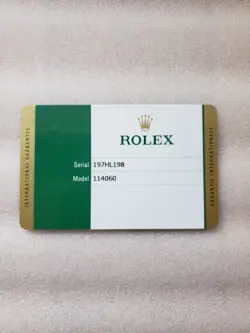 INTERNATIONAL GUARANTEE
ROLEX
Serial 197HL198
Model 114060
GARANTIE INTERNATIONALE